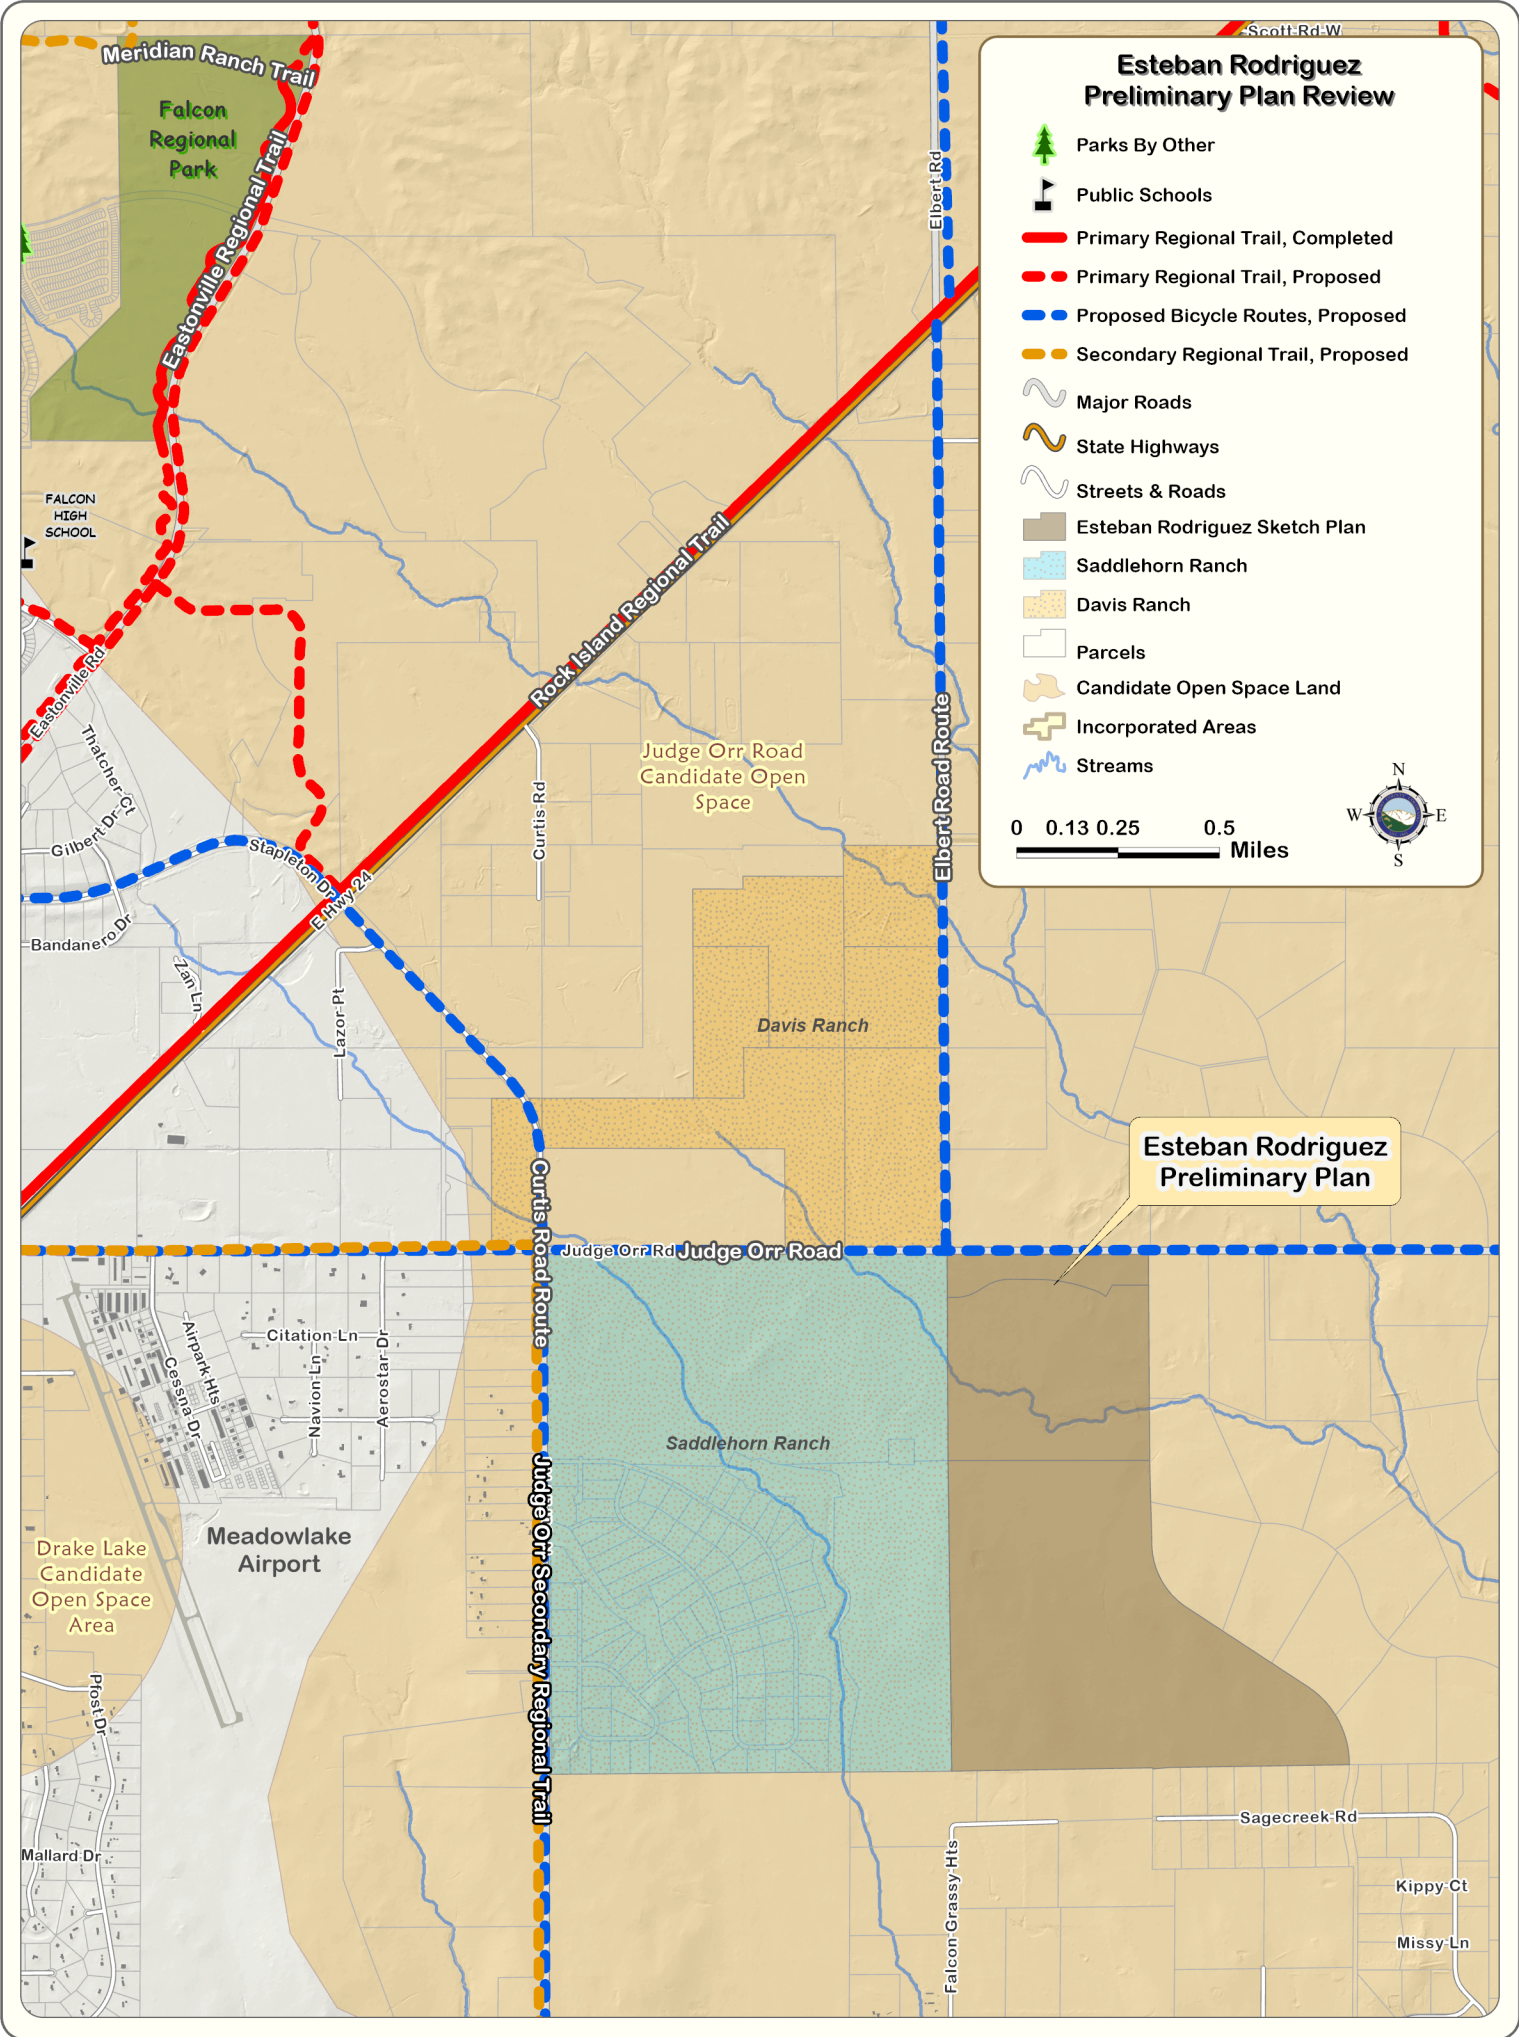 Scott Rd W
Meridian Ranch Trail
Falcon
Regional
Park
Eastonville Regional Trail
Elbert Rd
Esteban Rodriguez
Preliminary Plan Review
Parks By Other
Public Schools
Primary Regional Trail, Completed
Primary Regional Trail, Proposed
Proposed Bicycle Routes, Proposed
Secondary Regional Trail, Proposed
Major Roads
State Highways
Streets & Roads
Esteban Rodriguez Sketch Plan
Saddlehorn Ranch
Davis Ranch
Parcels
Candidate Open Space Land
Incorporated Areas
Streams
N
W E
S
0 0.13 0.25 0.5
Miles
FALCON
HIGH
SCHOOL
Rock Island Regional Trail
Eastonville Rd
Thatcher Ct
Gilbert Dr
Stapleton Dr
E Hwy 24
Bandanero Dr
Zan Ln
Lazor Pt
Curtis Rd
Judge Orr Road
Candidate Open
Space
Elbert Road Route
Davis Ranch
Esteban Rodriguez
Preliminary Plan
Curtis Road Route
Judge Orr Rd
Judge Orr Road
Citation Ln
Airpark Hts
Cessna Dr
Navion Ln
Aerostar Dr
Saddlehorn Ranch
Judge Orr Secondary Regional Trail
Meadowlake
Airport
Drake Lake
Candidate
Open Space
Area
Pfost Dr
Mallard Dr
Falcon Grassy Hts
Sagecreek Rd
Kippy Ct
Missy Ln